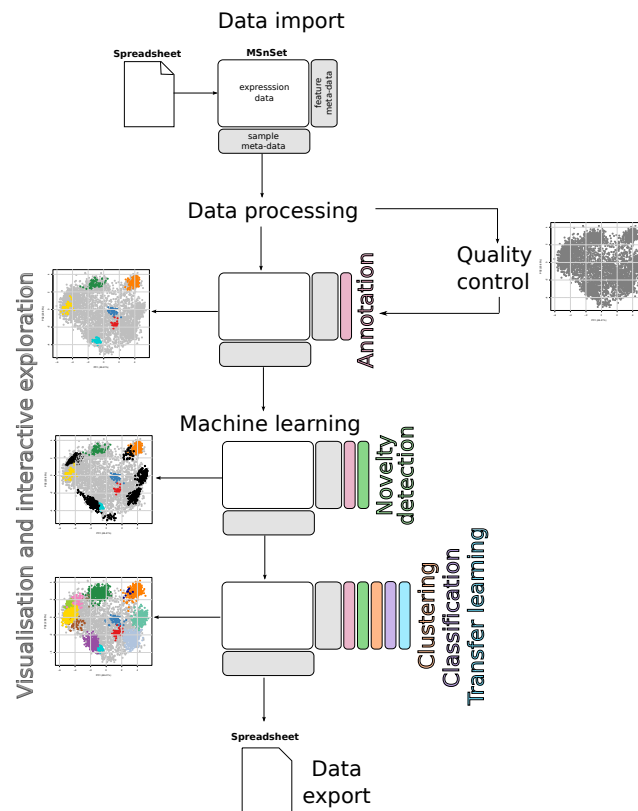 Data import
Spreadsheet
MSnSet
expresssion
data
feature
meta-data
sample
meta-data
Data processing
Quality
control
Annotation
Visualisation and interactive exploration
Machine learning
Novelty
detection
Clustering
Classification
Transfer learning
Spreadsheet
Data
export